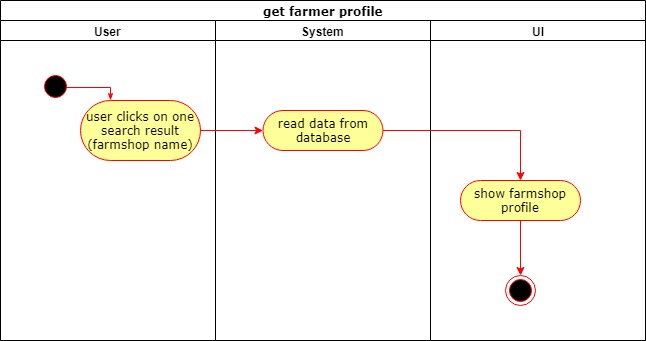 get farmer profile
User
System
UI
user clicks on one
search result
(farmshop name)
read data from
database
show farmshop
profile